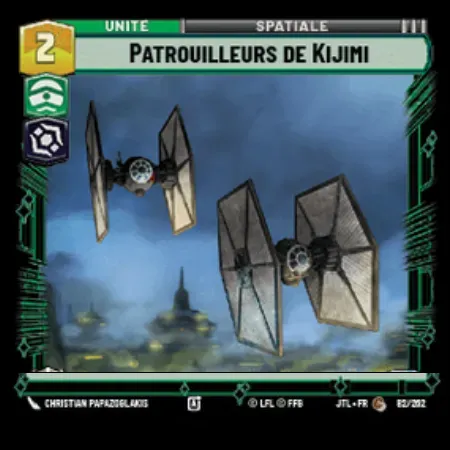 UNITÉ SPATIALE
2
PATROUILLEURS DE KIJIMI
CHRISTIAN PAPAZOGLAKIS A ⓒ LFL ⓒ FFG JTL • FR 82/262